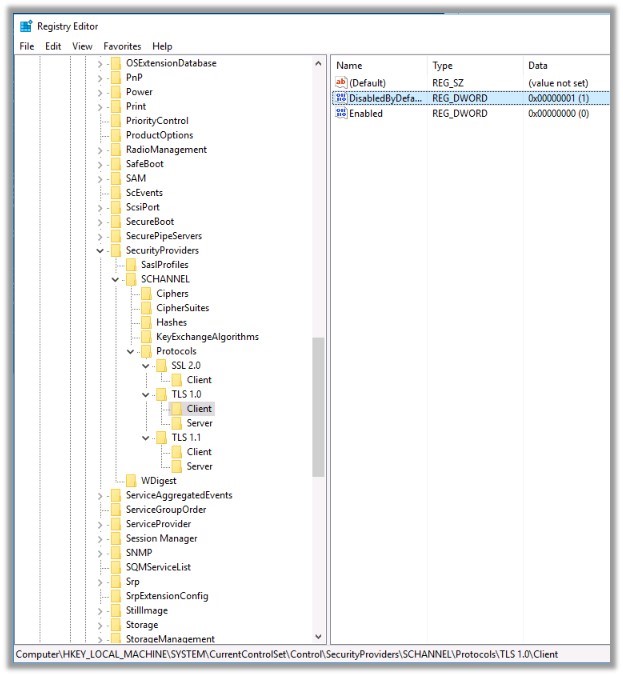 Registry Editor
File Edit View Favorites Help
OSExtensionDatabase
PnP
Power
Print
PriorityControl
ProductOptions
RadioManagement
SafeBoot
SAM
ScEvents
ScsiPort
SecureBoot
SecurePipeServers
SecurityProviders
SaslProfiles
SCHANNEL
Ciphers
CipherSuites
Hashes
KeyExchangeAlgorithms
Protocols
SSL 2.0
Client
TLS 1.0
Client
Server
TLS 1.1
Client
Server
WDigest
ServiceAggregatedEvents
ServiceGroupOrder
ServiceProvider
Session Manager
SNMP
SQMServiceList
Srp
SrpExtensionConfig
StillImage
Storage
StorageManagement
Name Type Data
(Default) REG_SZ (value not set)
DisabledByDefa... REG_DWORD 0x00000001 (1)
Enabled REG_DWORD 0x00000000 (0)
Computer\HKEY_LOCAL_MACHINE\SYSTEM\CurrentControlSet\Control\SecurityProviders\SCHANNEL\Protocols\TLS 1.0\Client